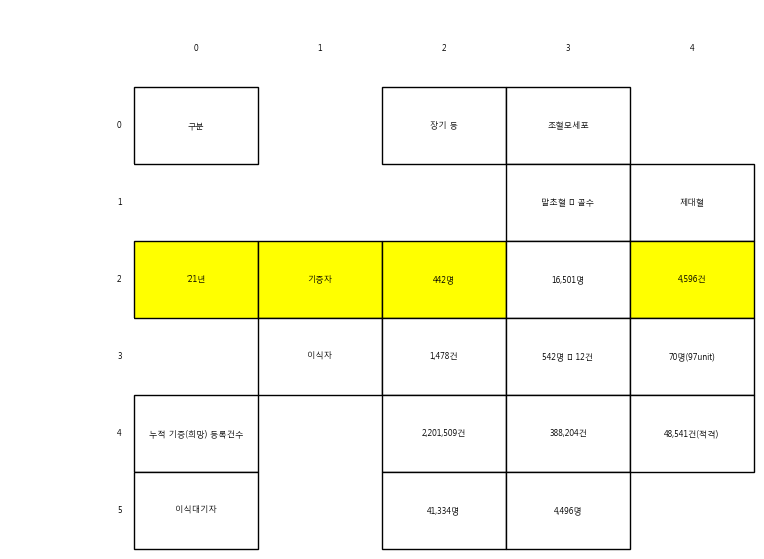 0 1 2 3 4
0 구분 장기 등 조혈모세포
1 말초혈 골수 제대혈
2 '21년 기증자 442명 16,501명 4,596건
3 이식자 1,478건 542명 12건 70명(97unit)
4 누적 기증(희망) 등록건수 2,201,509건 388,204건 48,541건(적격)
5 이식대기자 41,334명 4,496명